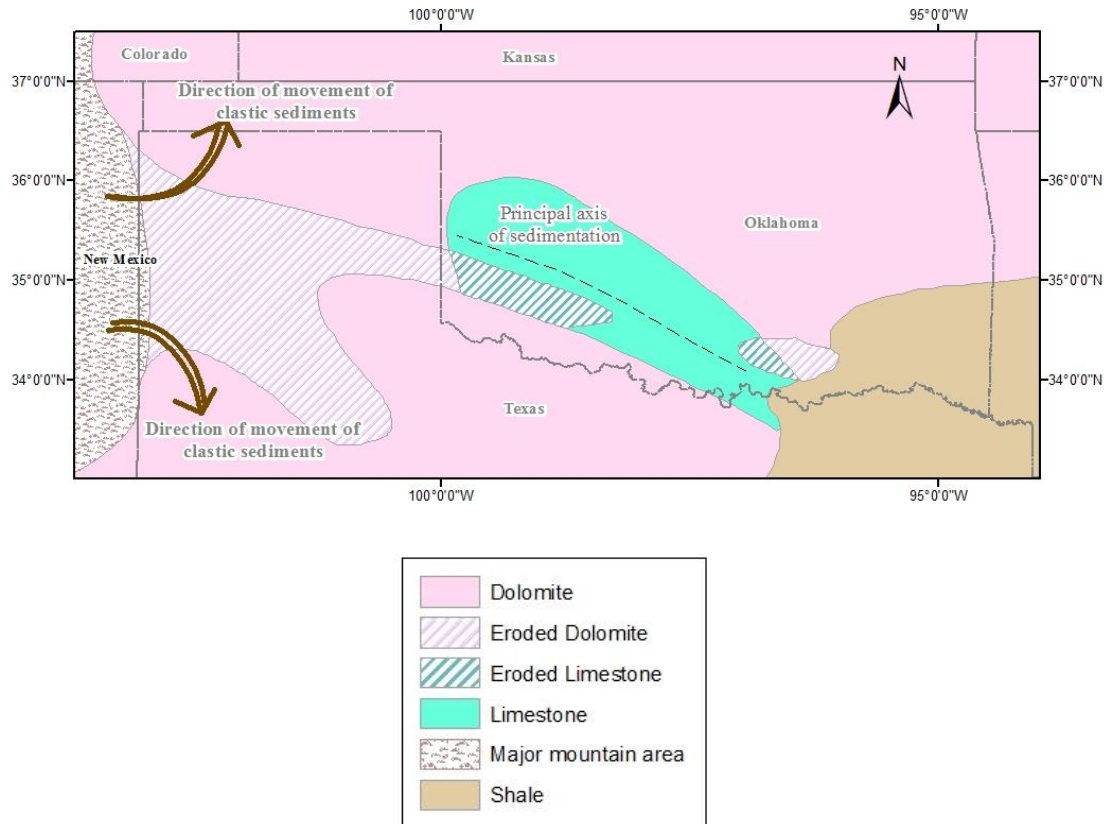 100°0'0"W
95°0'0"W
Colorado
Kansas
N
37°0'0"N
37°0'0"N
Direction of movement of
clastic sediments
36°0'0"N
36°0'0"N
Principal axis
of sedimentation
Oklahoma
New Mexico
35°0'0"N
35°0'0"N
34°0'0"N
34°0'0"N
Texas
Direction of movement of
clastic sediments
100°0'0"W
95°0'0"W
Dolomite
Eroded Dolomite
Eroded Limestone
Limestone
Major mountain area
Shale